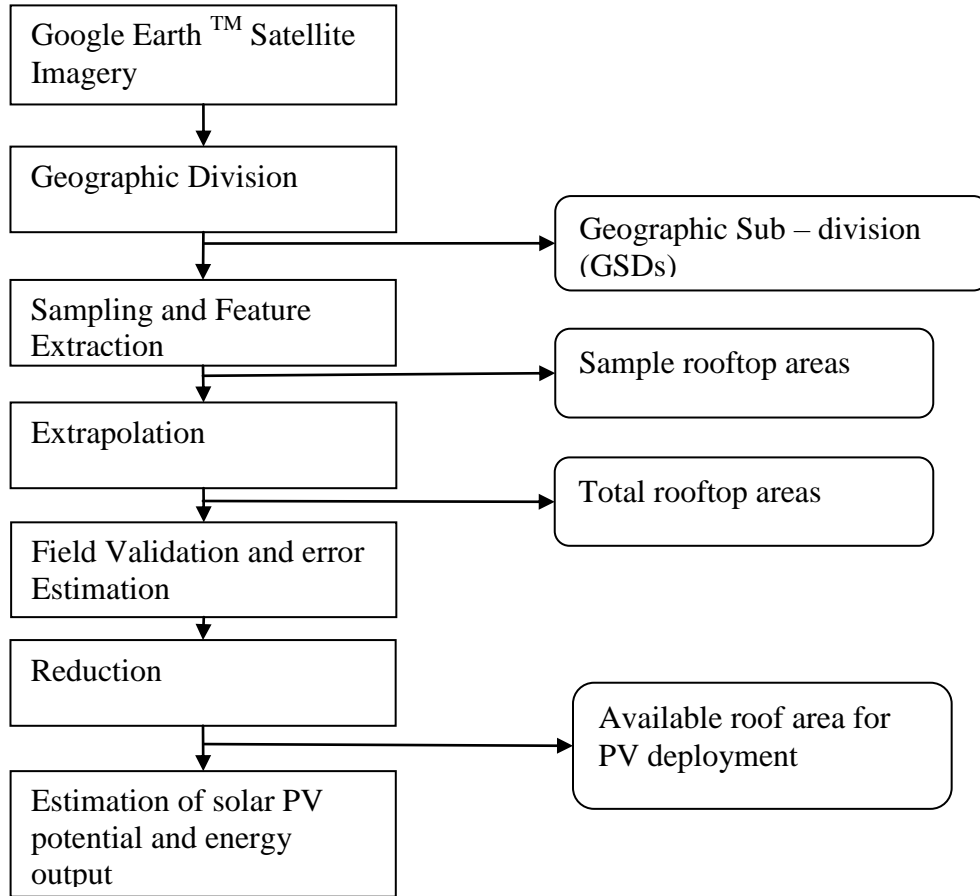 Google Earth TM Satellite
Imagery
Geographic Division
Geographic Sub – division
(GSDs)
Sampling and Feature
Extraction
Sample rooftop areas
Extrapolation
Total rooftop areas
Field Validation and error
Estimation
Reduction
Available roof area for
PV deployment
Estimation of solar PV
potential and energy
output